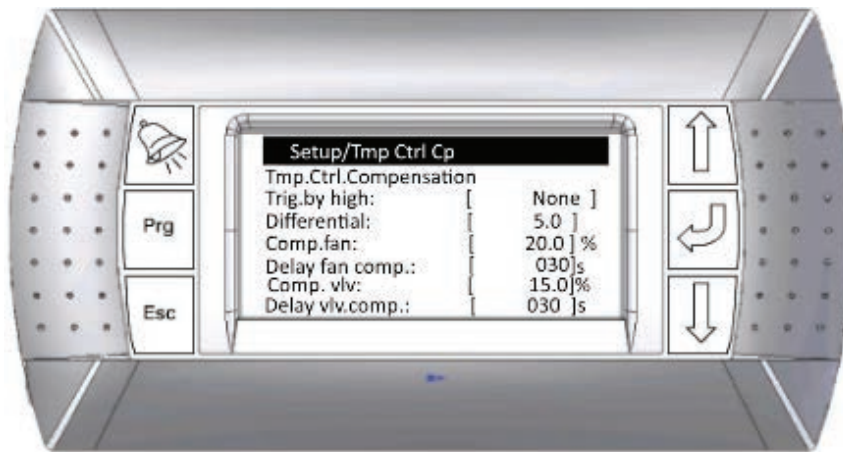 Setup/Tmp Ctrl Cp
Tmp.Ctrl.Compensation
Trig.by high: [ None ]
Differential: [ 5.0 ]
Comp.fan: [ 20.0 ] %
Delay fan comp.: [ 030]s
Comp. vlv: [ 15.0]%
Delay vlv.comp.: [ 030 ]s
Prg
Esc